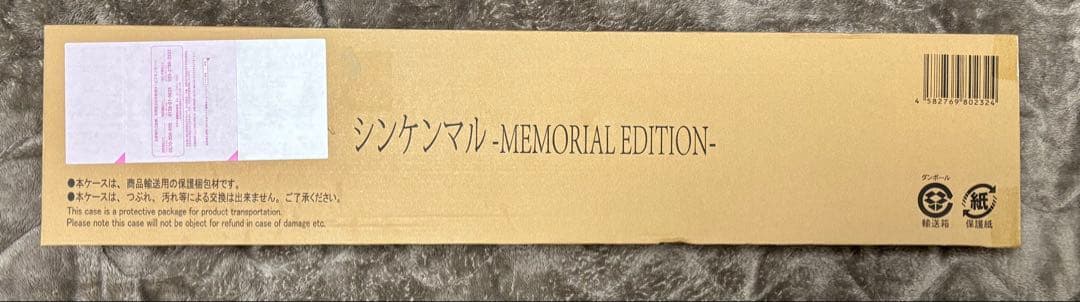 シンケンマル -MEMORIAL EDITION-
4 582769 802324
●本ケースは、商品輸送用の保護梱包材です。
●本ケースは、つぶれ、汚れ等による交換は出来ません。ご了承ください。
This case is a protective package for product transportation.
Please note this case will not be object for refund in case of damage etc.
ダンボール
輸送箱
紙
保護紙